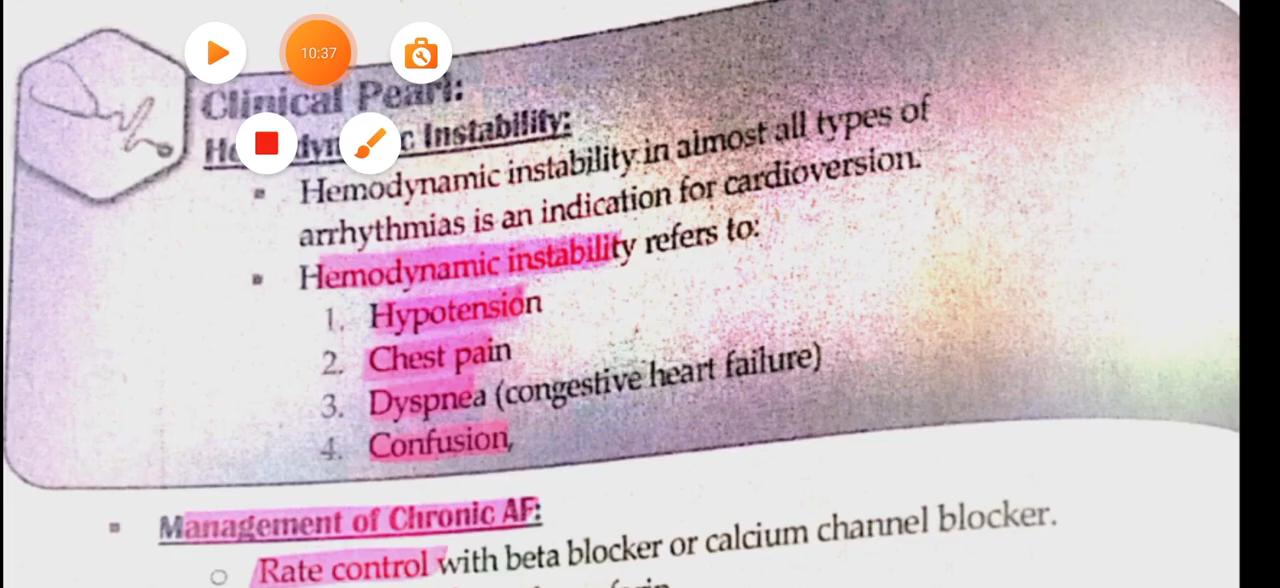 10:37
Clinical Pearl:
Instability:
▪ Hemodynamic instability in almost all types of
arrhythmias is an indication for cardioversion.
▪ Hemodynamic instability refers to:
1. Hypotension
2. Chest pain
3. Dyspnea (congestive heart failure)
4. Confusion,
▪ Management of Chronic AF:
○ Rate control with beta blocker or calcium channel blocker.